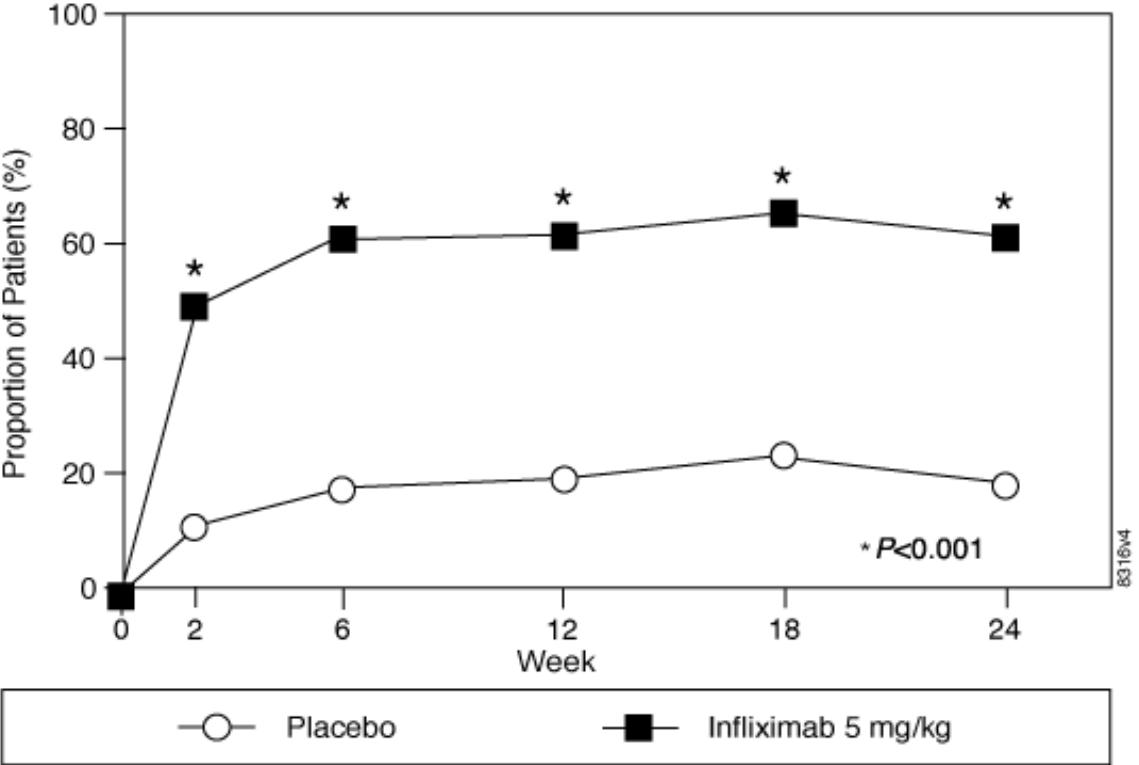 Proportion of Patients (%)
100
80
60
40
20
0
*
*
*
*
*
* P<0.001
8316v4
0 2 6 12 18 24
Week
Placebo Infliximab 5 mg/kg